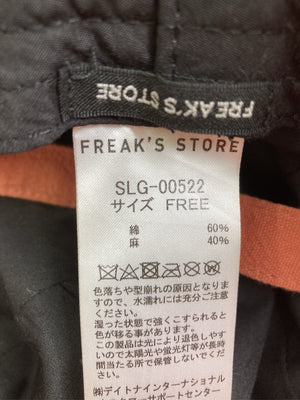 FREAK'S STORE
FREAK'S STORE
SLG-00522
サイズ FREE
綿 60%
麻 40%
色落ちや型崩れの原因となりま
すので、水濡れには充分ご注意
ください。
湿った状態で強くこすられると
色が移る事があります。
この製品は光により退色しやす
いので太陽光や蛍光灯等が長時
間当たる所で保管しないでくだ
さい。
㈱デイトナインターナショナル